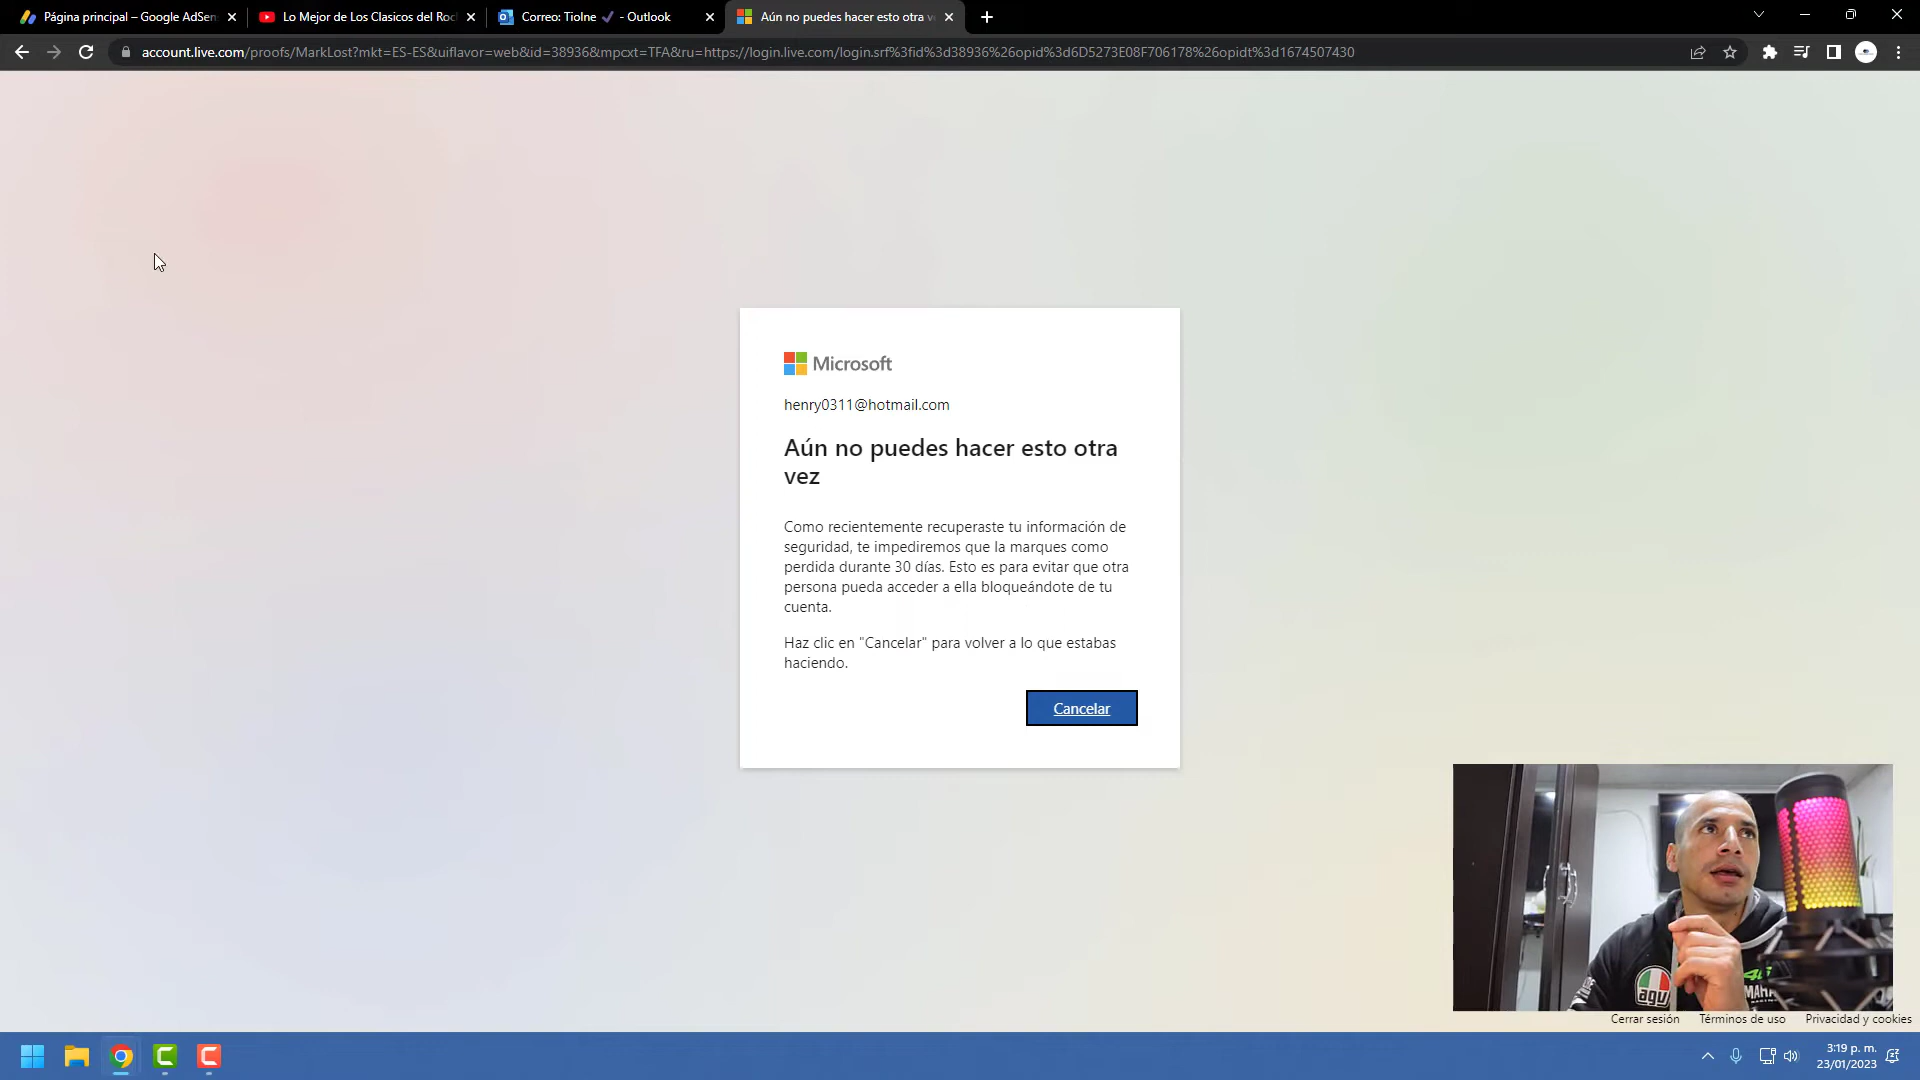 Página principal – Google AdSen
Lo Mejor de Los Clasicos del Roc
Correo: TioIne ✓ - Outlook
Aún no puedes hacer esto otra v
account.live.com/proofs/MarkLost?mkt=ES-ES&uiflavor=web&id=38936&mpcxt=TFA&ru=https://login.live.com/login.srf%3fid%3d38936%26opid%3d6D5273E08F706178%26opidt%3d1674507430
Microsoft
henry0311@hotmail.com
Aún no puedes hacer esto otra
vez
Como recientemente recuperaste tu información de
seguridad, te impediremos que la marques como
perdida durante 30 días. Esto es para evitar que otra
persona pueda acceder a ella bloqueándote de tu
cuenta.
Haz clic en "Cancelar" para volver a lo que estabas
haciendo.
Cancelar
agv
Cerrar sesión
Términos de uso
Privacidad y cookies
3:19 p. m.
23/01/2023